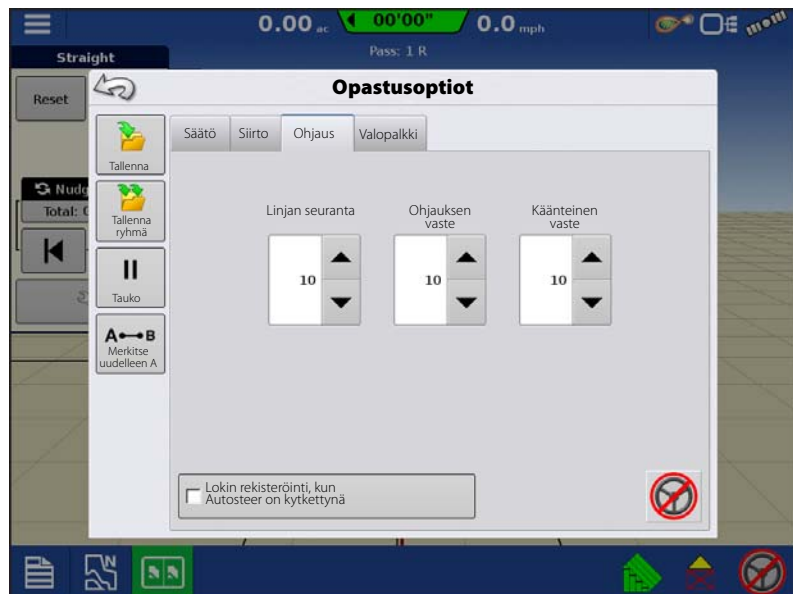 0.00 ac
00'00"
0.0 mph
Straight
Pass: 1 R
Reset
Opastusoptiot
Säätö
Siirto
Ohjaus
Valopalkki
Tallenna
Tallenna
ryhmä
Tauko
A B
Merkitse
uudelleen A
Nudg
Total:
Linjan seuranta
Ohjauksen
vaste
Käänteinen
vaste
10
10
10
Lokin rekisteröinti, kun
Autosteer on kytkettynä
N